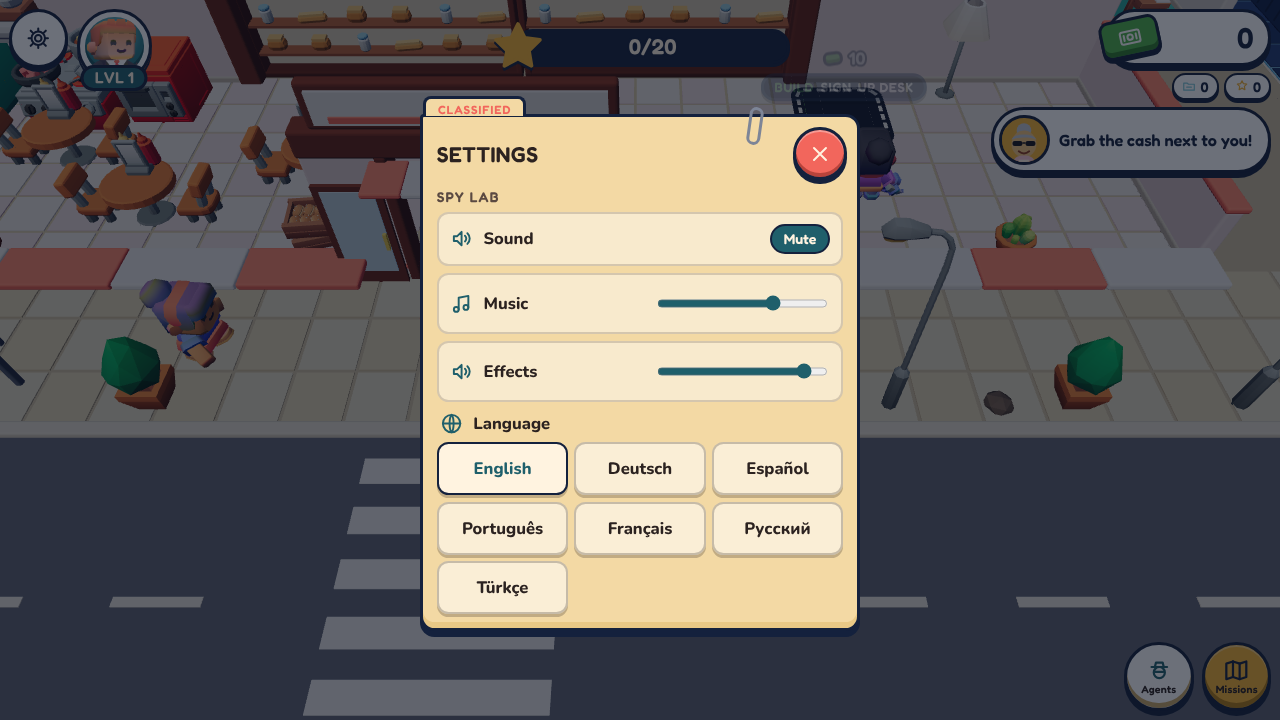 LVL 1
0/20
10
BUILD SIGN UP DESK
0
0
0
Grab the cash next to you!
CLASSIFIED
SETTINGS
SPY LAB
Sound
Mute
Music
Effects
Language
English
Deutsch
Español
Português
Français
Русский
Türkçe
Agents
Missions